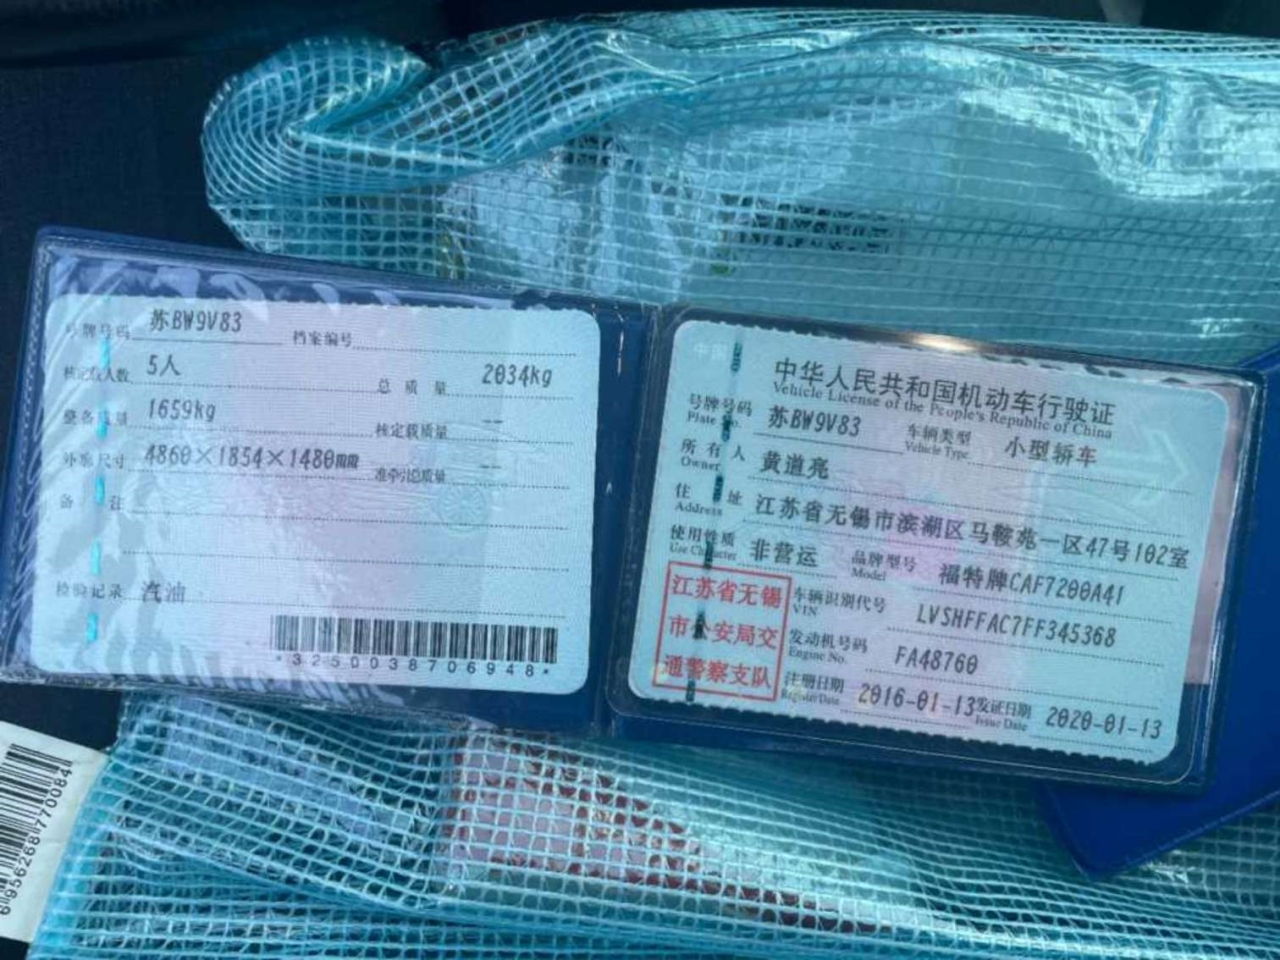 号牌号码 苏BW9V83 档案编号
核定载人数 5人 总质量 2034kg
整备质量 1659kg 核定载质量 --
外廓尺寸 4860×1854×1480mm 准牵引总质量 --
备注
检验记录 汽油
*3250038706948*
中华人民共和国机动车行驶证
Vehicle License of the People's Republic of China
号牌号码 苏BW9V83 车辆类型 小型轿车
Plate No. Vehicle Type
所有人 黄道亮
Owner
住址 江苏省无锡市滨湖区马鞍苑一区47号102室
Address
使用性质 非营运 品牌型号 福特牌CAF7200A41
Use Character Model
江苏省无锡
市公安局交
通警察支队
车辆识别代号 LVSHFFAC7FF345368
VIN
发动机号码 FA48760
Engine No.
注册日期 2016-01-13 发证日期 2020-01-13
Register Date Issue Date
6956268770084